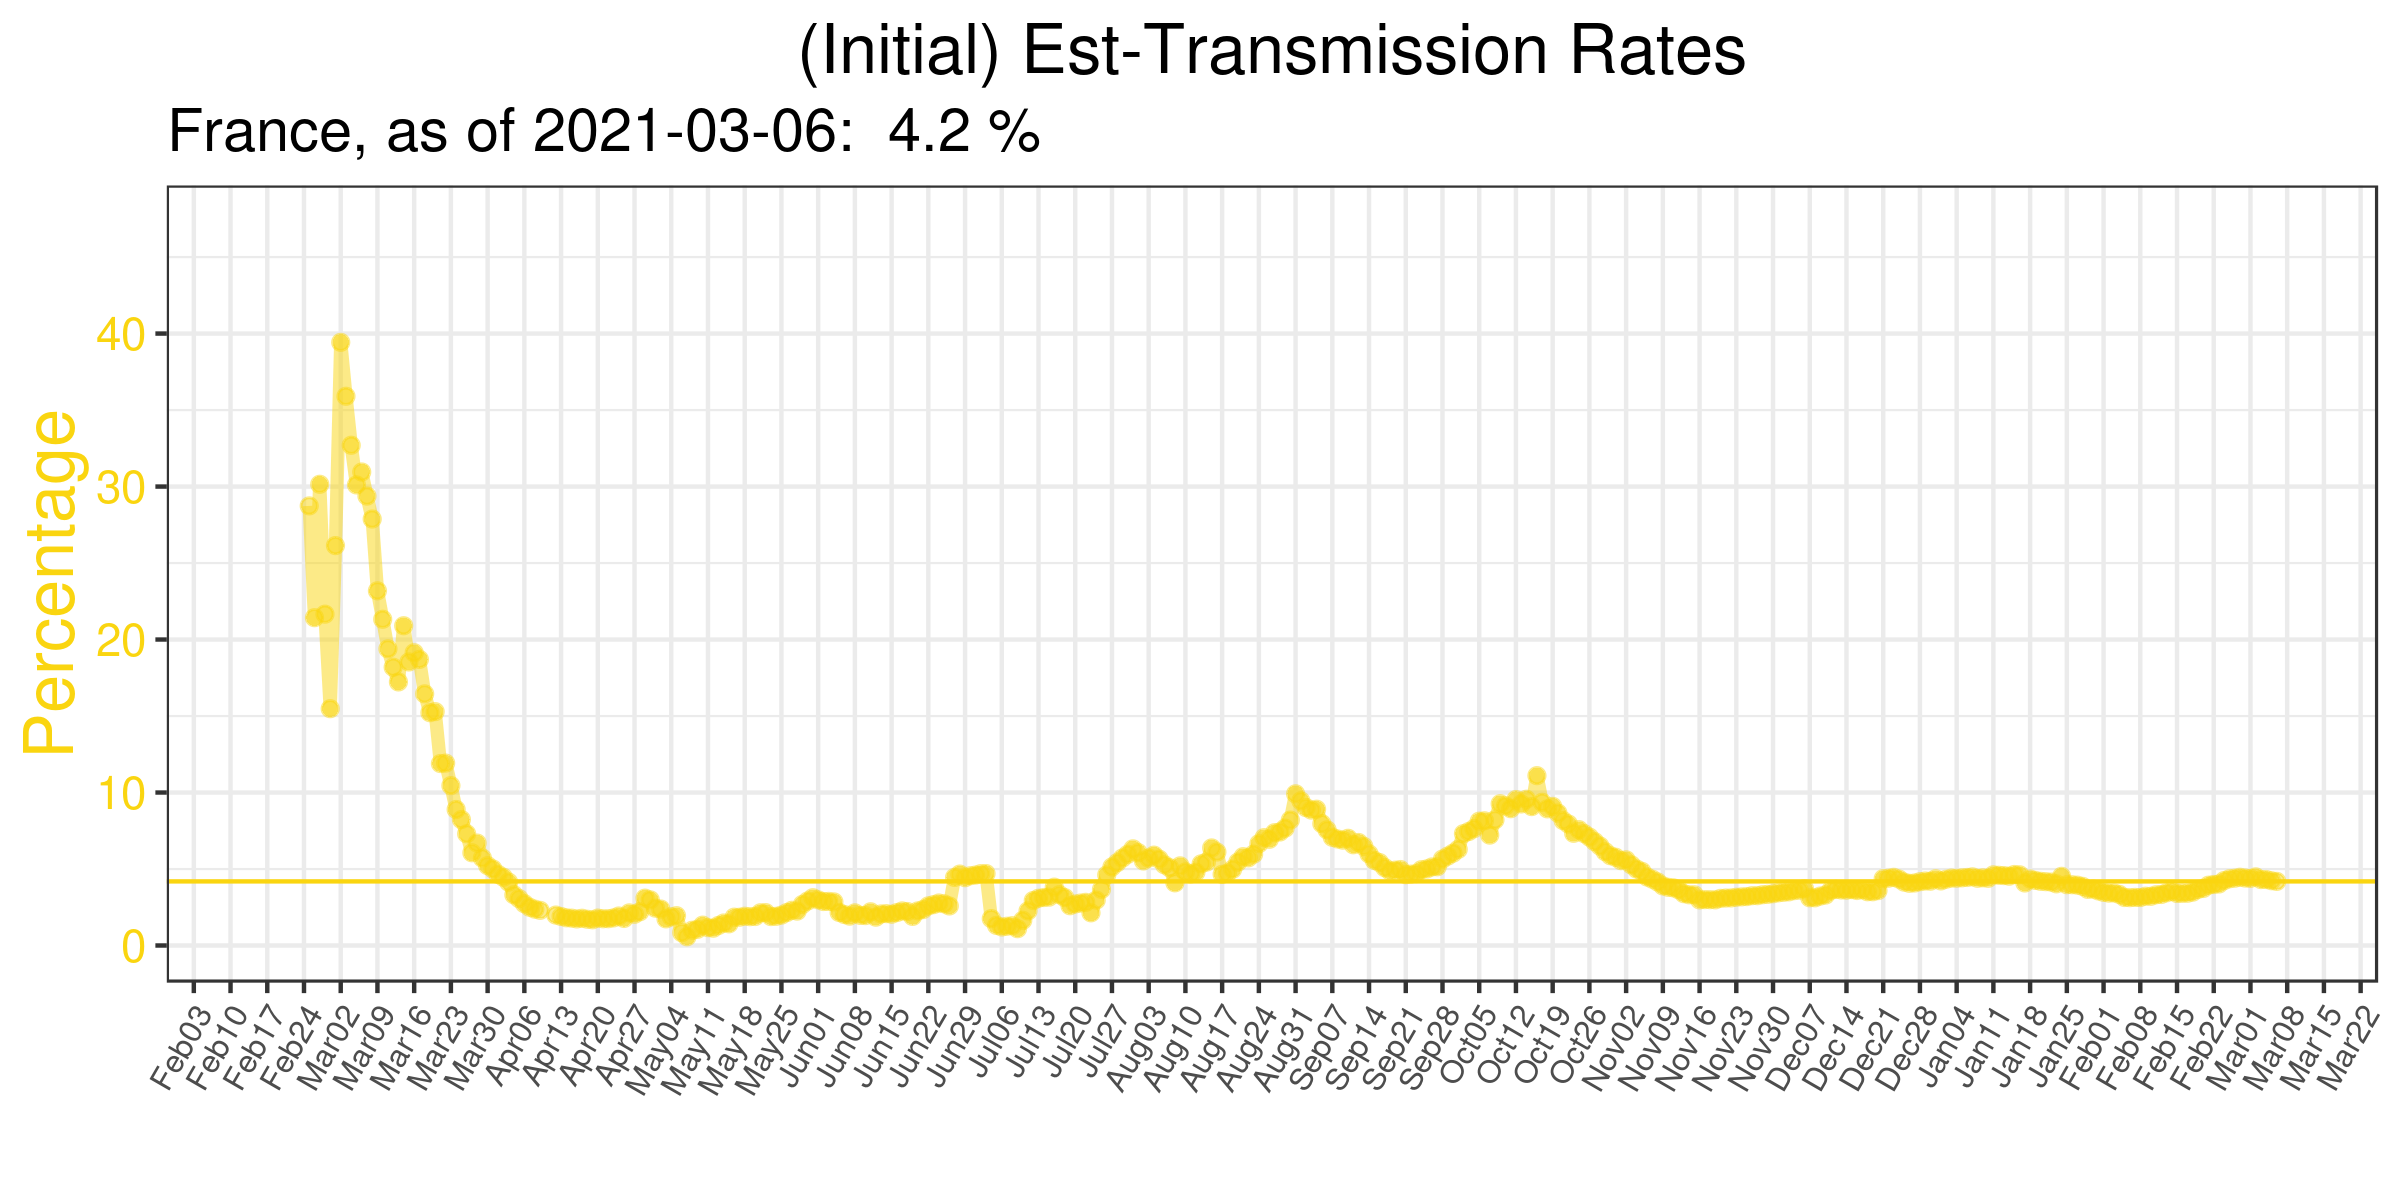 (Initial) Est-Transmission Rates
France, as of 2021-03-06:  4.2 %
Percentage
40
30
20
10
0
Feb03
Feb10
Feb17
Feb24
Mar02
Mar09
Mar16
Mar23
Mar30
Apr06
Apr13
Apr20
Apr27
May04
May11
May18
May25
Jun01
Jun08
Jun15
Jun22
Jun29
Jul06
Jul13
Jul20
Jul27
Aug03
Aug10
Aug17
Aug24
Aug31
Sep07
Sep14
Sep21
Sep28
Oct05
Oct12
Oct19
Oct26
Nov02
Nov09
Nov16
Nov23
Nov30
Dec07
Dec14
Dec21
Dec28
Jan04
Jan11
Jan18
Jan25
Feb01
Feb08
Feb15
Feb22
Mar01
Mar08
Mar15
Mar22